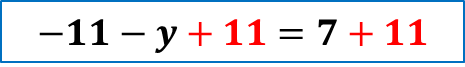 −11 − y + 11 = 7 + 11